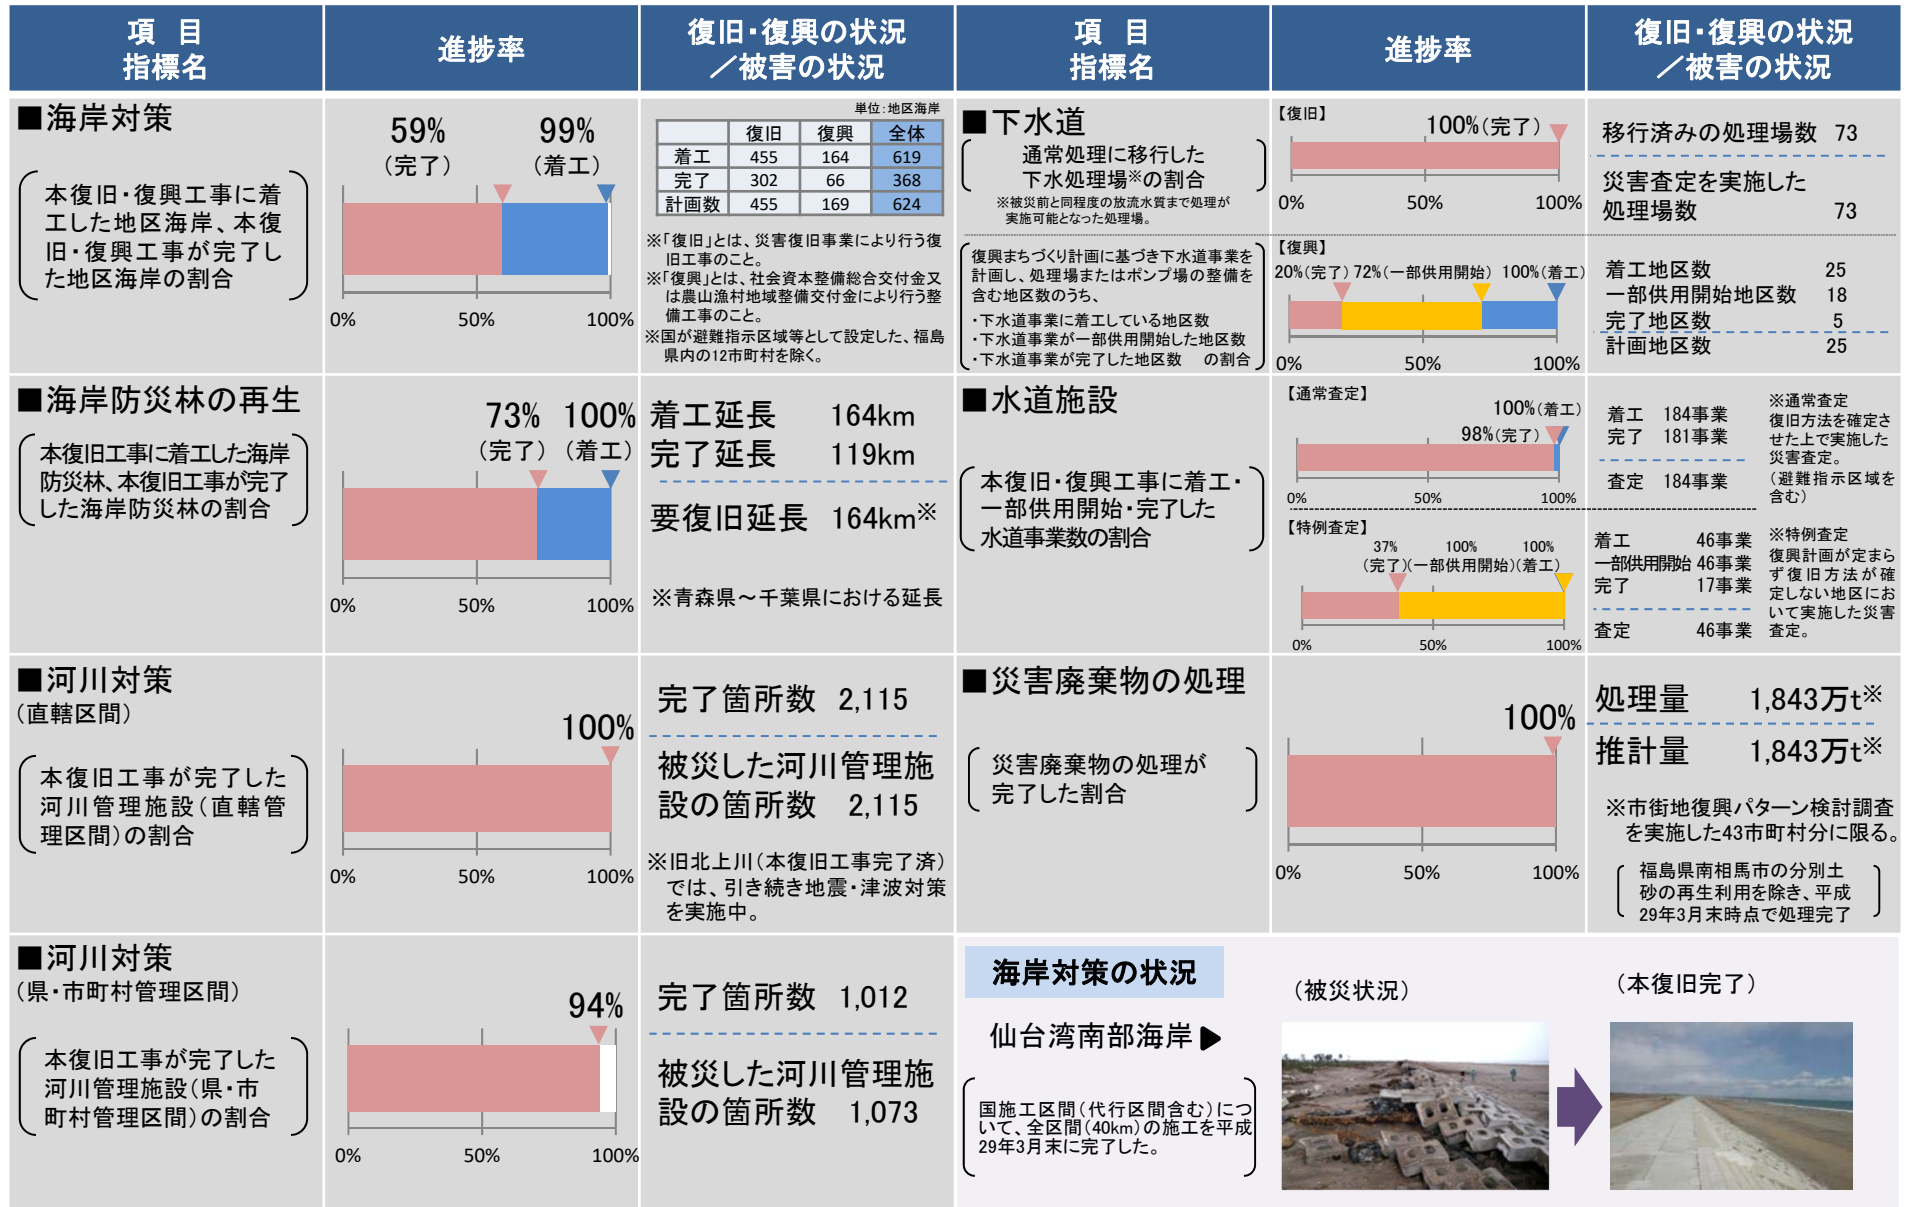 項 目
指標名
進捗率
復旧・復興の状況
／被害の状況
項 目
指標名
進捗率
復旧・復興の状況
／被害の状況
■海岸対策
本復旧・復興工事に着
工した地区海岸、本復
旧・復興工事が完了し
た地区海岸の割合
59%
（完了）
99%
（着工）
0% 50% 100%
単位：地区海岸
復旧 復興 全体
着工 455 164 619
完了 302 66 368
計画数 455 169 624
※「復旧」とは、災害復旧事業により行う復
旧工事のこと。
※「復興」とは、社会資本整備総合交付金又
は農山漁村地域整備交付金により行う整
備工事のこと。
※国が避難指示区域等として設定した、福島
県内の12市町村を除く。
■海岸防災林の再生
本復旧工事に着工した海岸
防災林、本復旧工事が完了
した海岸防災林の割合
73% 100%
（完了）（着工）
0% 50% 100%
着工延長 164km
完了延長 119km
要復旧延長 164km※
※青森県～千葉県における延長
■河川対策
（直轄区間）
本復旧工事が完了した
河川管理施設（直轄管
理区間）の割合
100%
0% 50% 100%
完了箇所数 2,115
被災した河川管理施
設の箇所数 2,115
※旧北上川（本復旧工事完了済）
では、引き続き地震・津波対策
を実施中。
■河川対策
（県・市町村管理区間）
本復旧工事が完了した
河川管理施設（県・市
町村管理区間）の割合
94%
0% 50% 100%
完了箇所数 1,012
被災した河川管理施
設の箇所数 1,073
■下水道
通常処理に移行した
下水処理場※の割合
※被災前と同程度の放流水質まで処理が
実施可能となった処理場。
【復旧】
100%（完了）
0% 50% 100%
移行済みの処理場数 73
災害査定を実施した
処理場数 73
復興まちづくり計画に基づき下水道事業を
計画し、処理場またはポンプ場の整備を
含む地区数のうち、
・下水道事業に着工している地区数
・下水道事業が一部供用開始した地区数
・下水道事業が完了した地区数 の割合
【復興】
20%（完了） 72%（一部供用開始） 100%（着工）
0% 50% 100%
着工地区数 25
一部供用開始地区数 18
完了地区数 5
計画地区数 25
■水道施設
本復旧・復興工事に着工・
一部供用開始・完了した
水道事業数の割合
【通常査定】
100%（着工）
98%（完了）
0% 50% 100%
着工 184事業
完了 181事業
査定 184事業
※通常査定
復旧方法を確定さ
せた上で実施した
災害査定。
（避難指示区域を
含む）
【特例査定】
37% 100% 100%
（完了）（一部供用開始）（着工）
0% 50% 100%
着工 46事業
一部供用開始 46事業
完了 17事業
査定 46事業
※特例査定
復興計画が定まら
ず復旧方法が確
定しない地区にお
いて実施した災害
査定。
■災害廃棄物の処理
災害廃棄物の処理が
完了した割合
100%
0% 50% 100%
処理量 1,843万t※
推計量 1,843万t※
※市街地復興パターン検討調査
を実施した43市町村分に限る。
福島県南相馬市の分別土
砂の再生利用を除き、平成
29年3月末時点で処理完了
海岸対策の状況
仙台湾南部海岸▶
国施工区間（代行区間含む）につ
いて、全区間（40km）の施工を平成
29年3月末に完了した。
（被災状況）
（本復旧完了）